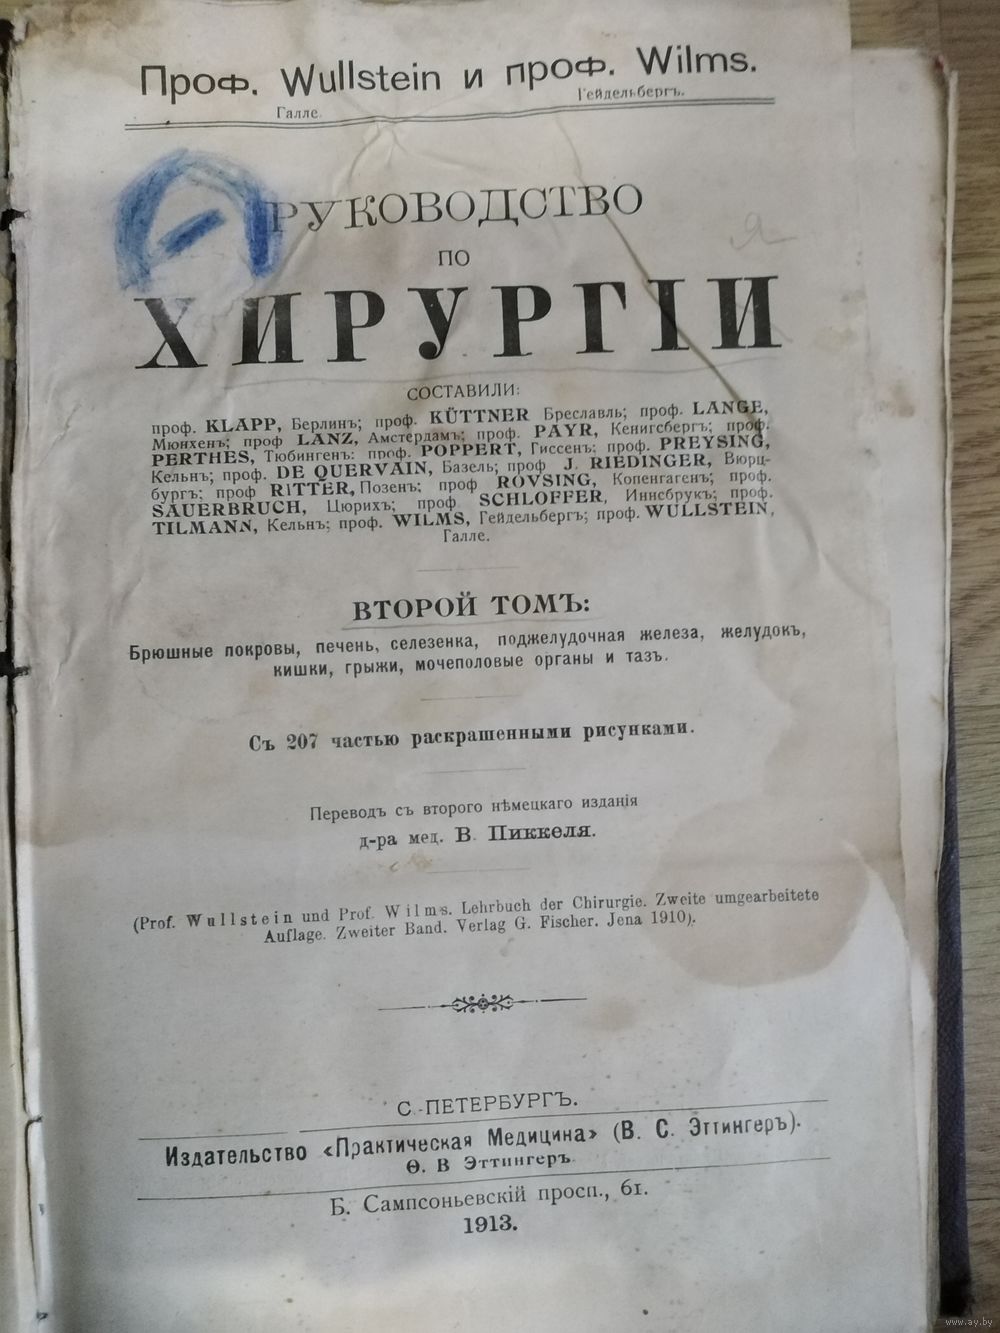 Проф. Wullstein и проф. Wilms.
Галле. Гейдельбергъ.
РУКОВОДСТВО
ПО
ХИРУРГІИ
СОСТАВИЛИ:
проф. KLAPP, Берлинъ; проф. KÜTTNER Бреславль; проф. LANGE,
Мюнхенъ; проф LANZ, Амстердамъ; проф. PAYR, Кенигсбергъ; проф.
PERTHES, Тюбингенъ: проф. POPPERT, Гиссенъ; проф. PREYSING,
Кельнъ; проф. DE QUERVAIN, Базель; проф J. RIEDINGER, Вюрц-
бургъ; проф RITTER, Позенъ; проф ROVSING, Копенгагенъ; проф.
SAUERBRUCH, Цюрихъ; проф SCHLOFFER, Иннсбрукъ; проф.
TILMANN, Кельнъ; проф. WILMS, Гейдельбергъ; проф. WULLSTEIN,
Галле.
ВТОРОЙ ТОМЪ:
Брюшные покровы, печень, селезенка, поджелудочная железа, желудокъ,
кишки, грыжи, мочеполовые органы и тазъ.
Съ 207 частью раскрашенными рисунками.
Переводъ съ второго нѣмецкаго изданія
д-ра мед. В. Пиккеля.
(Prof. Wullstein und Prof. Wilms. Lehrbuch der Chirurgie. Zweite umgearbeitete
Auflage. Zweiter Band. Verlag G. Fischer. Jena 1910).
С.-ПЕТЕРБУРГЪ.
Издательство «Практическая Медицина» (В. С. Эттингеръ).
Ѳ. В Эттингеръ
Б. Сампсоньевскій просп., 61.
1913.
www.ay.by